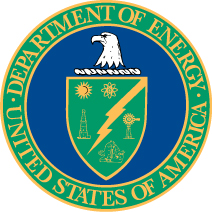 ·DEPARTMENT OF ENERGY·
UNITED STATES OF AMERICA